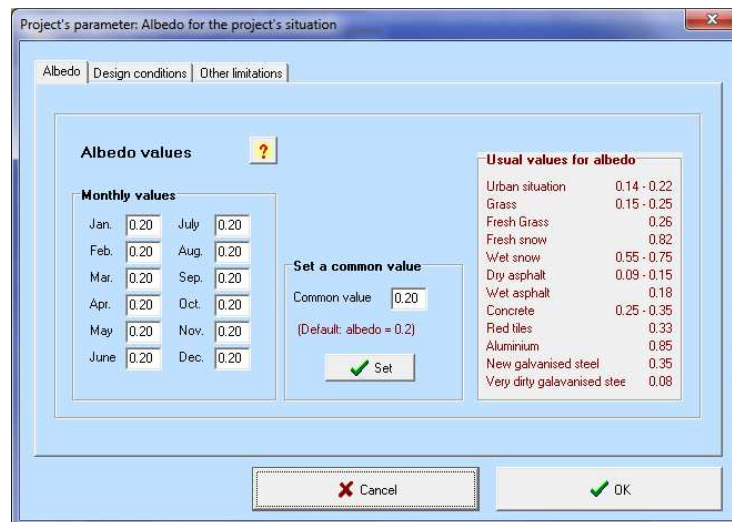 Project's parameter: Albedo for the project's situation
Albedo Design conditions Other limitations
Albedo values ?
Monthly values
Jan. 0.20 July 0.20
Feb. 0.20 Aug. 0.20
Mar. 0.20 Sep. 0.20
Apr. 0.20 Oct. 0.20
May 0.20 Nov. 0.20
June 0.20 Dec. 0.20
Set a common value
Common value 0.20
(Default: albedo = 0.2)
Set
Usual values for albedo
Urban situation 0.14 - 0.22
Grass 0.15 - 0.25
Fresh Grass 0.26
Fresh snow 0.82
Wet snow 0.55 - 0.75
Dry asphalt 0.09 - 0.15
Wet asphalt 0.18
Concrete 0.25 - 0.35
Red tiles 0.33
Aluminium 0.85
New galvanised steel 0.35
Very dirty galavanised stee 0.08
Cancel OK